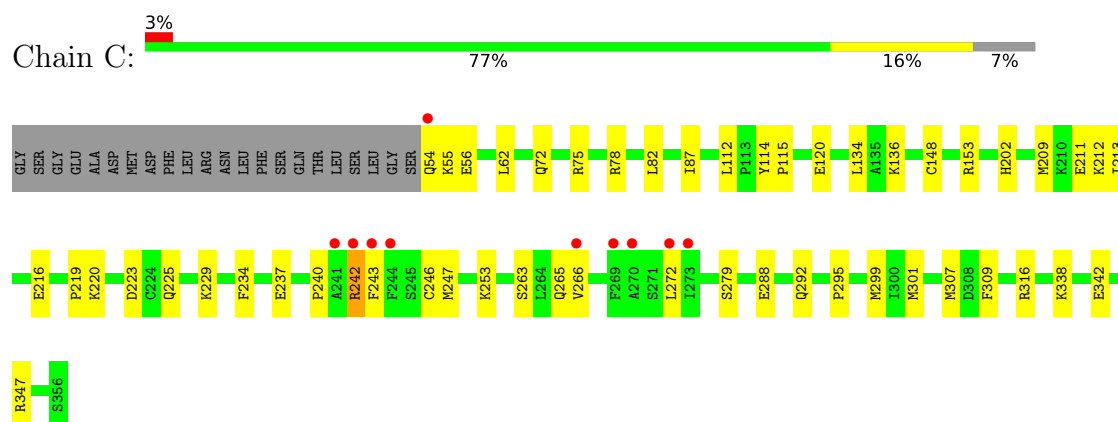 3%
Chain C:
77% 16% 7%
GLY SER GLY GLU ALA ASP MET ASP PHE LEU ARG ASN LEU PHE SER GLN THR LEU SER LEU GLY SER Q54 K55 E56 L62 Q72 R75 R78 L82 I87 L112 P113 Y114 P115 E120 L134 A135 K136 C148 R153 H202 M209 K210 E211 K212 I213
E216 P219 K220 D223 C224 Q225 K229 F234 E237 P240 A241 R242 F243 F244 S245 C246 M247 K253 S263 L264 Q265 V266 F269 A270 S271 L272 I273 S279 E288 Q292 P295 M299 I300 M301 M307 D308 F309 R316 K338 E342
R347 S356